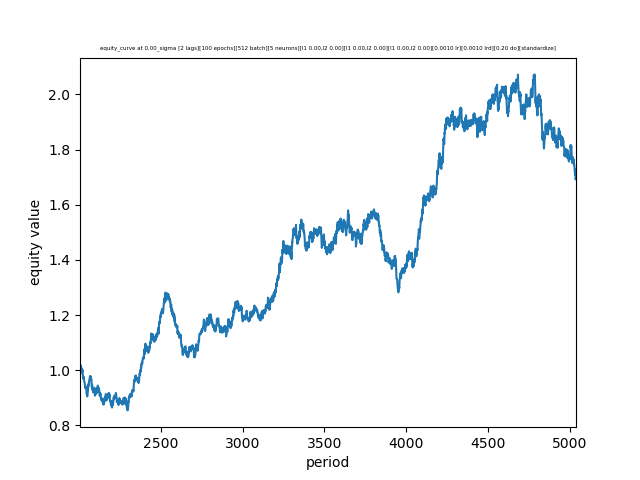 equity_curve at 0.00_sigma [2 lags][100 epochs][512 batch][5 neurons][l1 0.00,l2 0.00][l1 0.00,l2 0.00][l1 0.00,l2 0.00][0.0010 lr][0.0010 lrd][0.20 do][standardize]
2.0
1.8
1.6
1.4
1.2
1.0
0.8
equity value
2500 3000 3500 4000 4500 5000
period